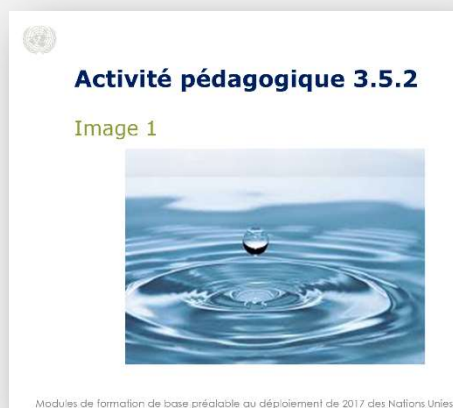 Activité pédagogique 3.5.2
Image 1
Modules de formation de base préalable au déploiement de 2017 des Nations Unies